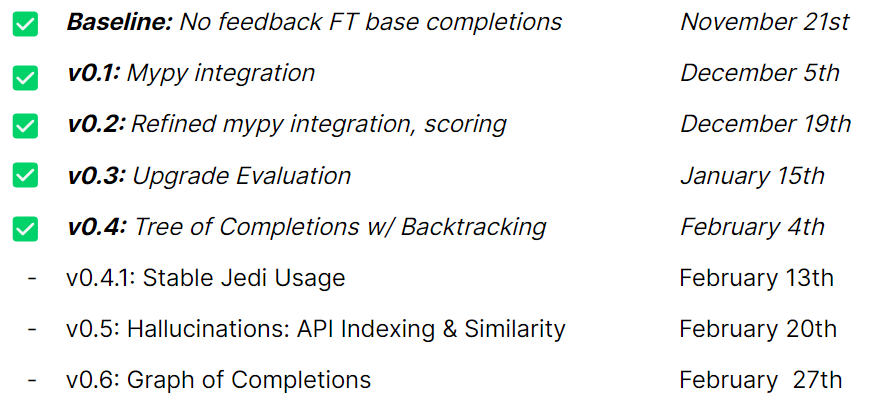 ✅ Baseline: No feedback FT base completions November 21st
✅ v0.1: Mypy integration December 5th
✅ v0.2: Refined mypy integration, scoring December 19th
✅ v0.3: Upgrade Evaluation January 15th
✅ v0.4: Tree of Completions w/ Backtracking February 4th
- v0.4.1: Stable Jedi Usage February 13th
- v0.5: Hallucinations: API Indexing & Similarity February 20th
- v0.6: Graph of Completions February 27th